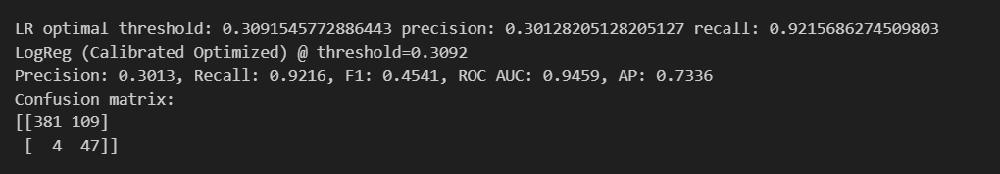 LR optimal threshold: 0.3091545772886443 precision: 0.30128205128205127 recall: 0.9215686274509803
LogReg (Calibrated Optimized) @ threshold=0.3092
Precision: 0.3013, Recall: 0.9216, F1: 0.4541, ROC AUC: 0.9459, AP: 0.7336
Confusion matrix:
[[381 109]
 [  4  47]]